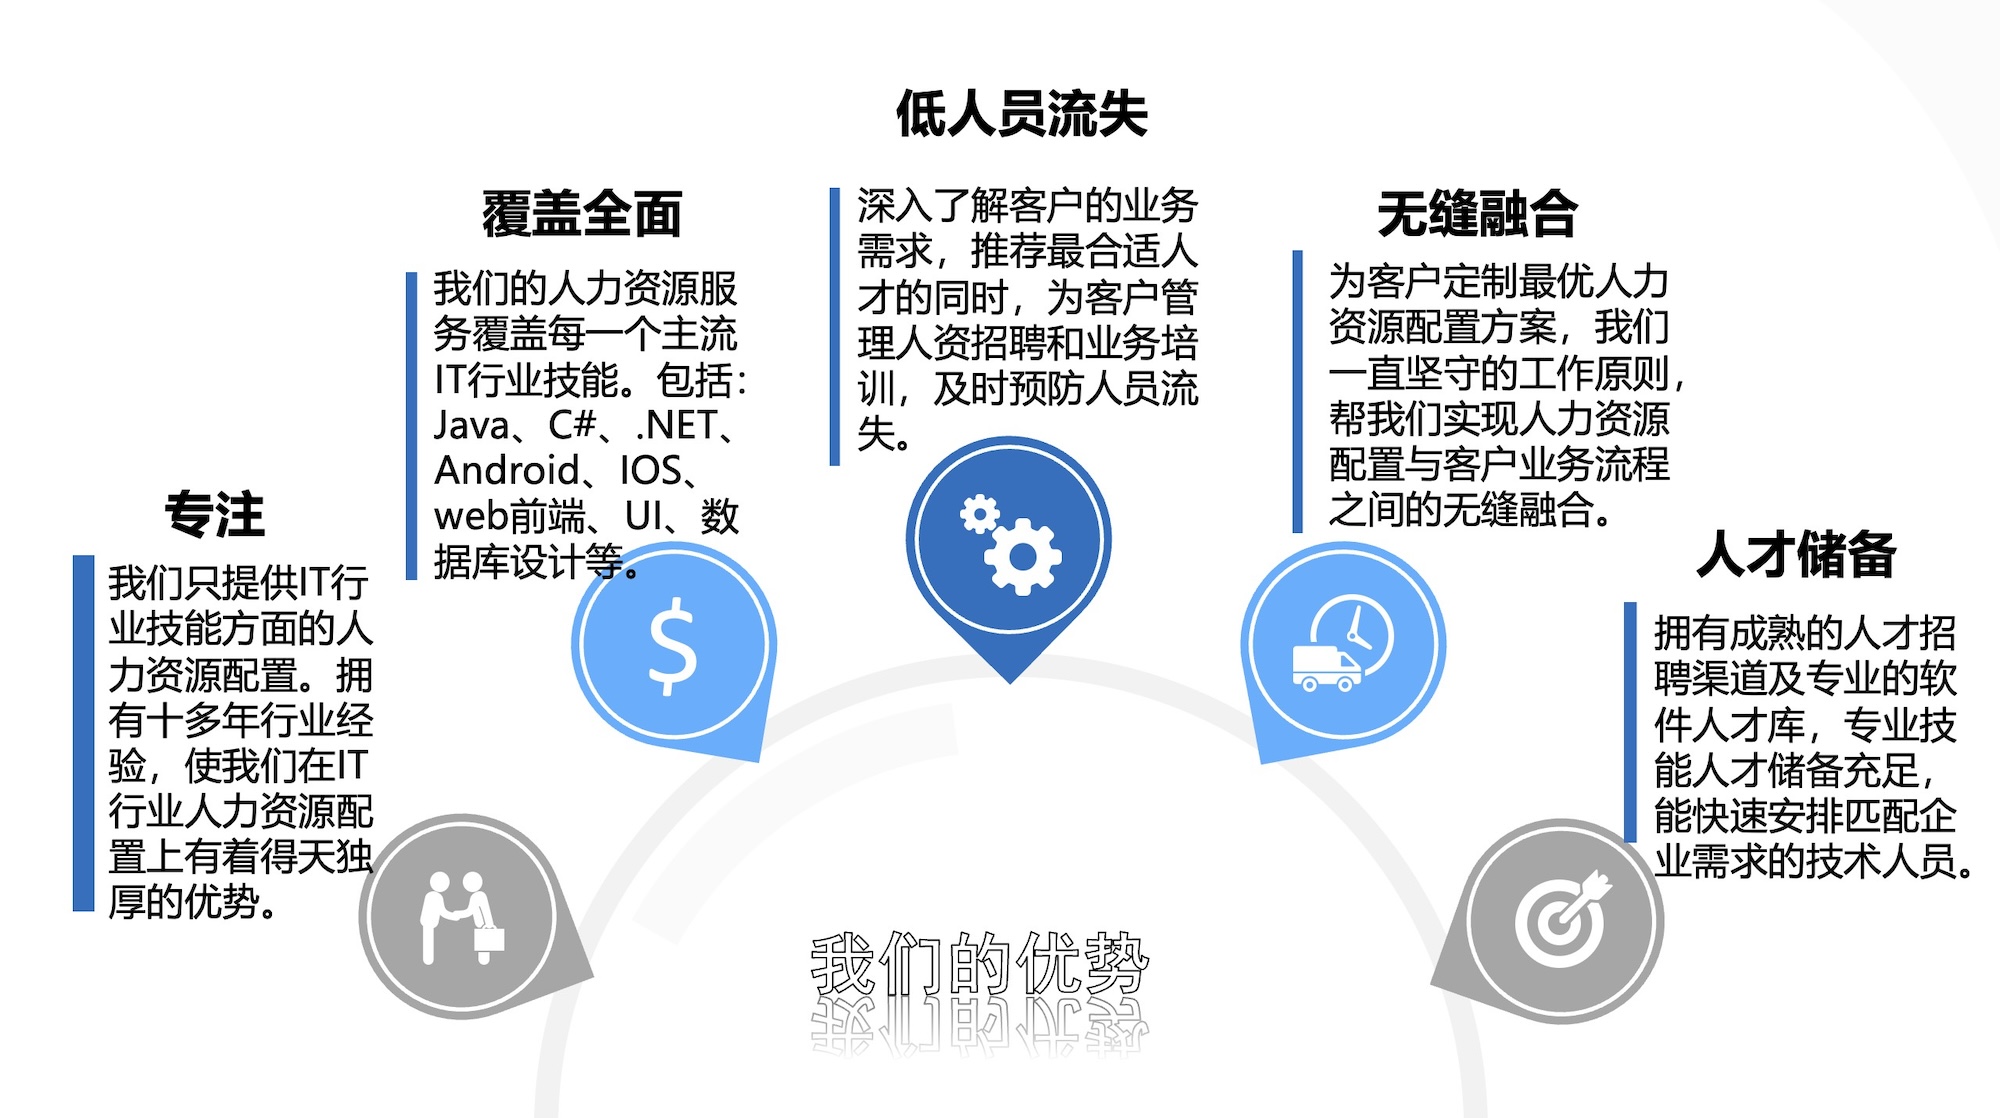 低人员流失
深入了解客户的业务
需求，推荐最合适人
才的同时，为客户管
理人资招聘和业务培
训，及时预防人员流
失。
覆盖全面
我们的人力资源服
务覆盖每一个主流
IT行业技能。包括：
Java、C#、.NET、
Android、IOS、
web前端、UI、数
据库设计等。
无缝融合
为客户定制最优人力
资源配置方案，我们
一直坚守的工作原则，
帮我们实现人力资源
配置与客户业务流程
之间的无缝融合。
专注
我们只提供IT行
业技能方面的人
力资源配置。拥
有十多年行业经
验，使我们在IT
行业人力资源配
置上有着得天独
厚的优势。
人才储备
拥有成熟的人才招
聘渠道及专业的软
件人才库，专业技
能人才储备充足，
能快速安排匹配企
业需求的技术人员。
$
我们的优势